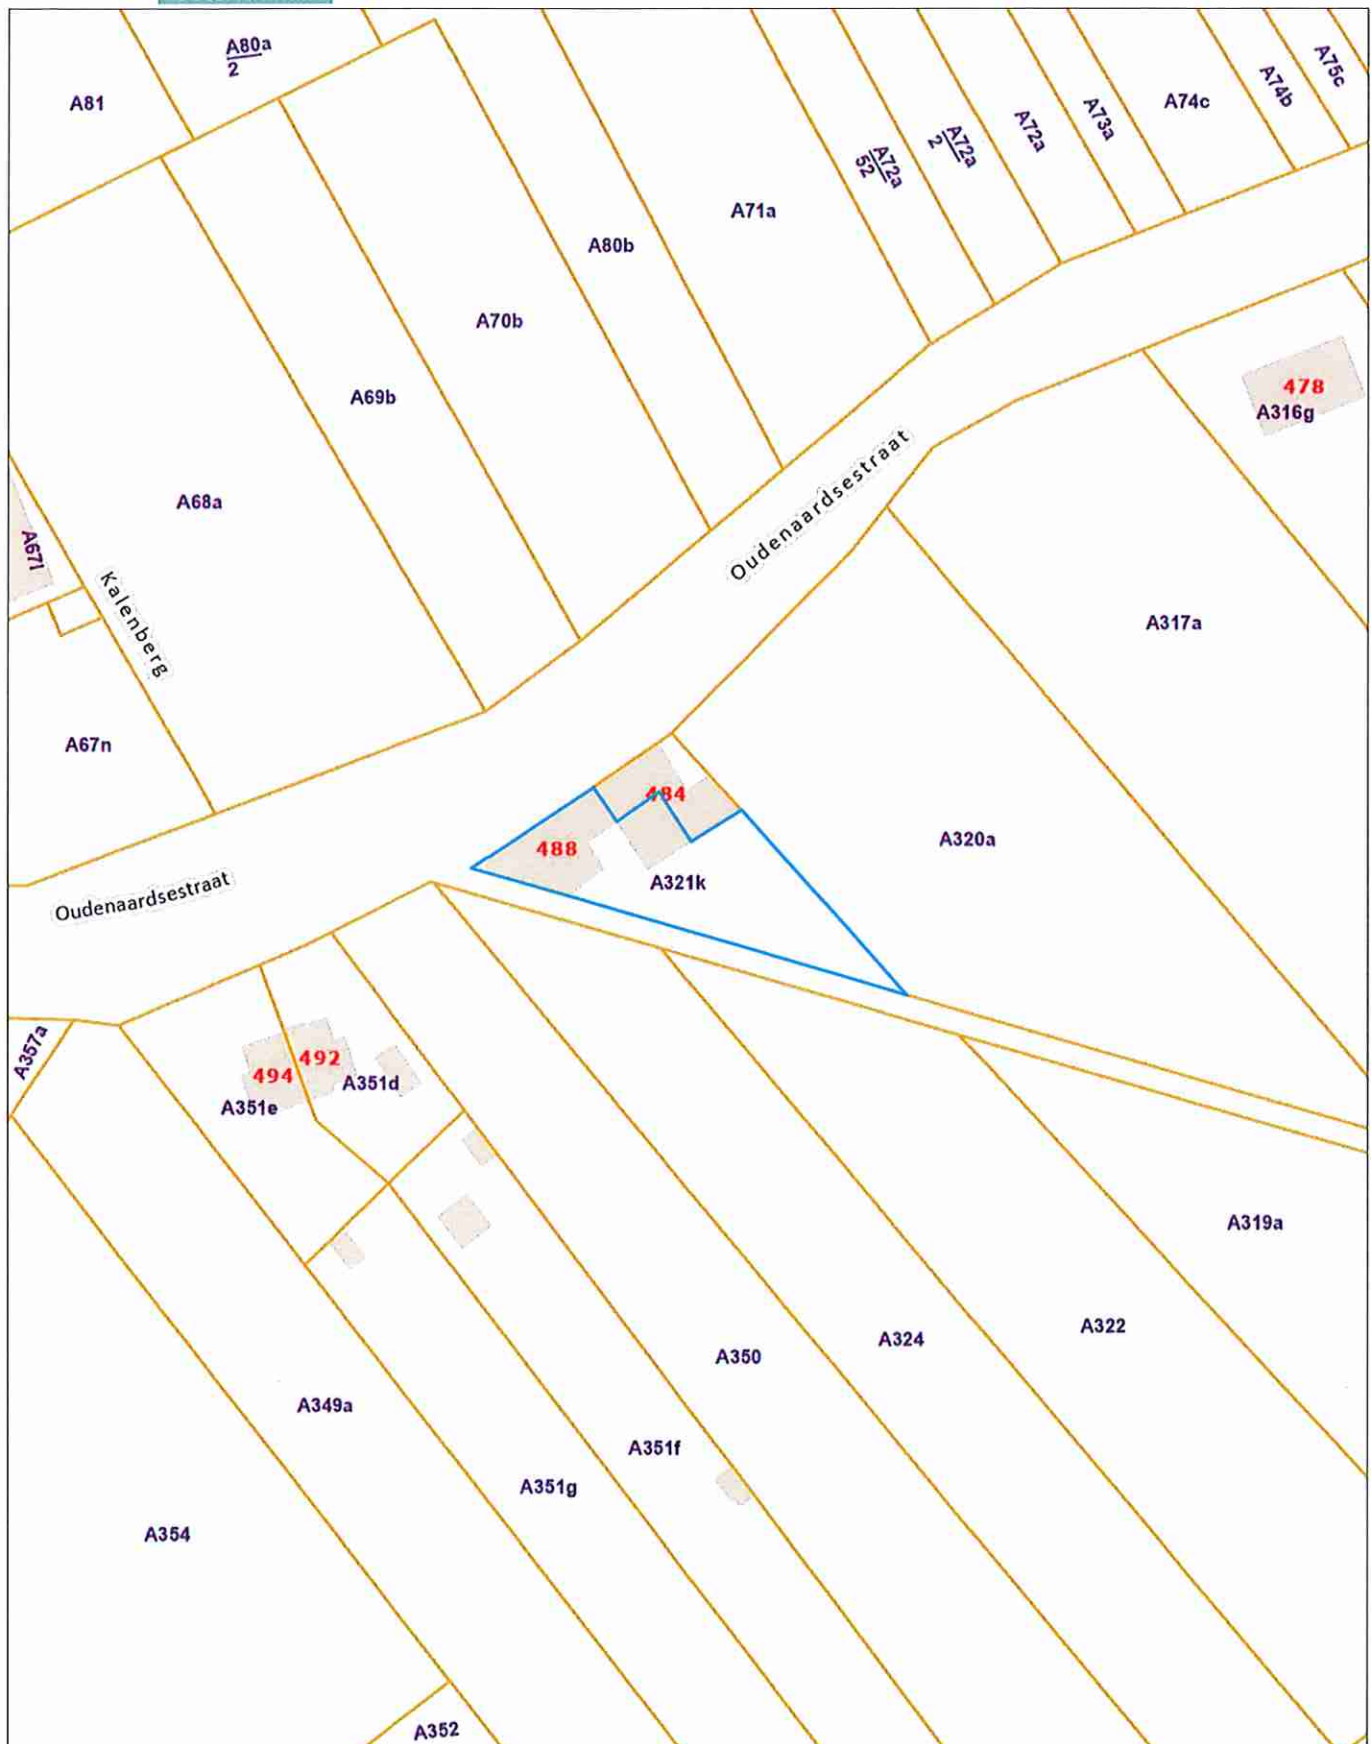 A80a
2
A81
A75c
A74b
A74c
A73a
A72a
A72a
2
A72a
52
A71a
A80b
A70b
A69b
478
A316g
Oudenaardsestraat
A68a
A67l
Kalenberg
A317a
A67n
484
488
A320a
A321k
Oudenaardsestraat
A357a
492
494
A351d
A351e
A319a
A322
A324
A350
A349a
A351f
A351g
A354
A352